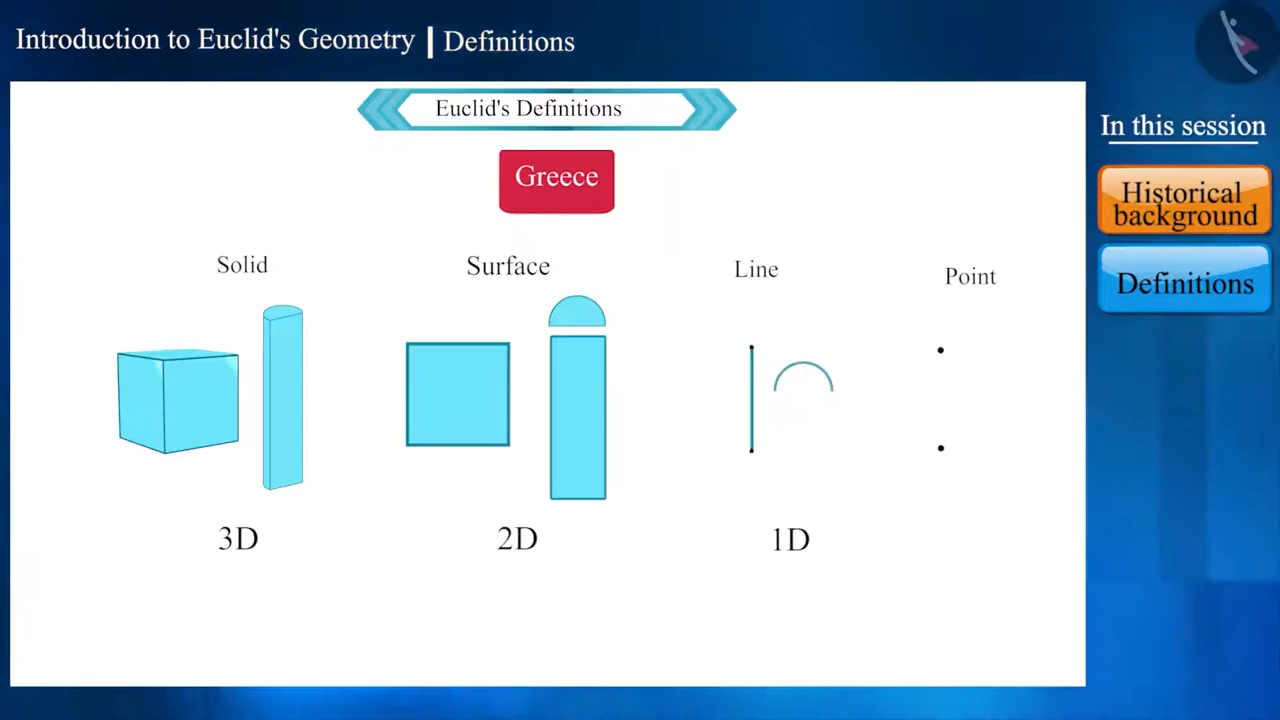 Introduction to Euclid's Geometry | Definitions
Euclid's Definitions
Greece
Solid
Surface
Line
Point
3D
2D
1D
In this session
Historical
background
Definitions